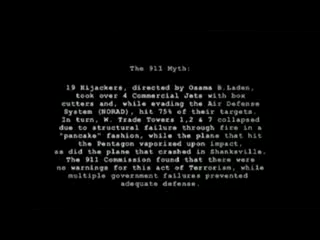 The 911 Myth:
19 Hijackers, directed by Osama B.Laden,
took over 4 Commercial Jets with box
cutters and, while evading the Air Defense
System (NORAD), hit 75% of their targets.
In turn, W. Trade Towers 1,2 & 7 collapsed
due to structural failure through fire in a
"pancake" fashion, while the plane that hit
the Pentagon vaporized upon impact,
as did the plane that crashed in Shanksville.
The 911 Commission found that there were
no warnings for this act of Terrorism, while
multiple government failures prevented
adequate defense.